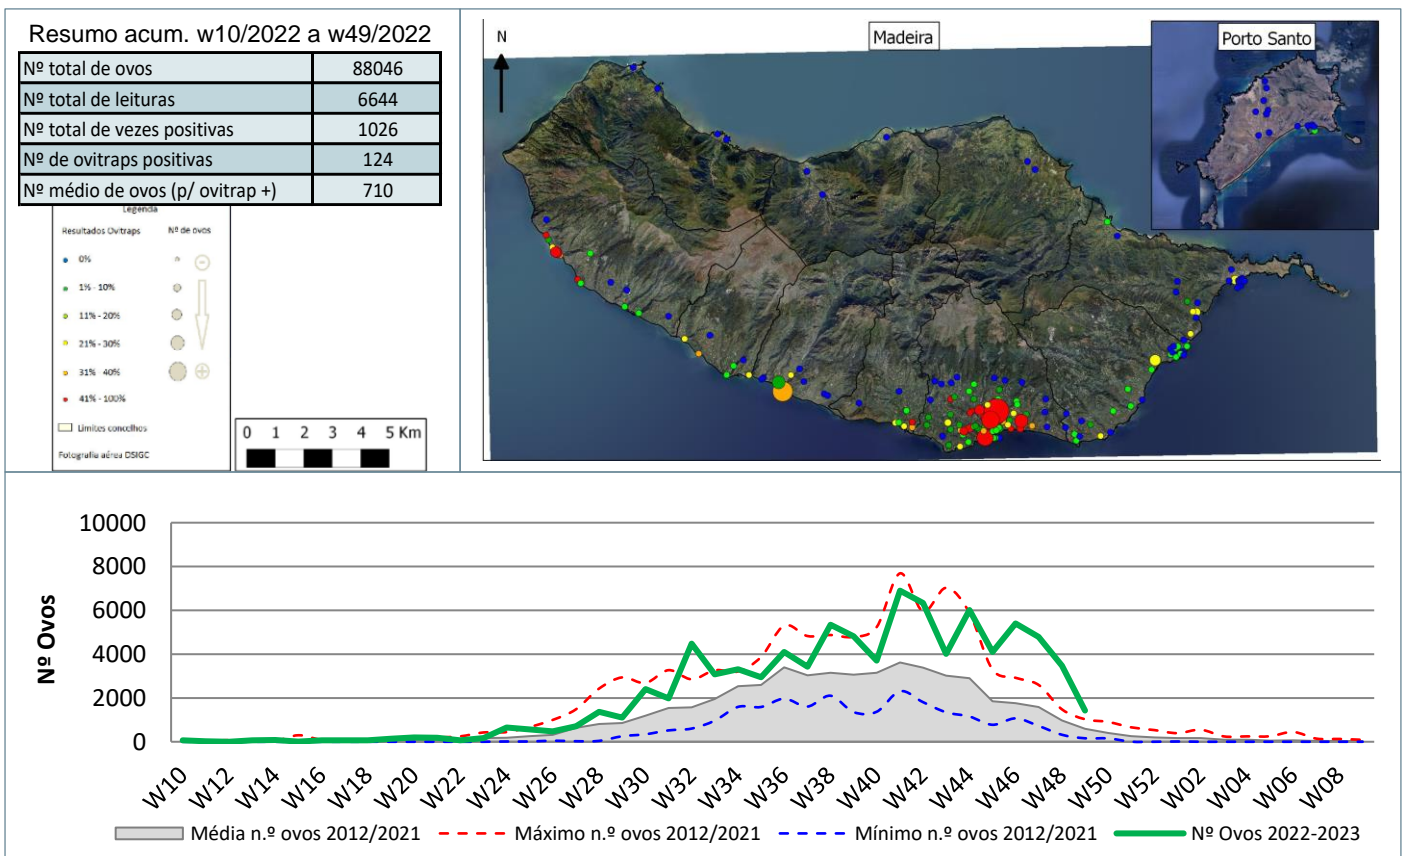 Resumo acum. w10/2022 a w49/2022
Nº total de ovos 88046
Nº total de leituras 6644
Nº total de vezes positivas 1026
Nº de ovitraps positivas 124
Nº médio de ovos (p/ ovitrap +) 710
Legenda
Resultados Ovitraps Nº de ovos
0%
1% - 10%
11% - 20%
21% - 30%
31% - 40%
41% - 100%
Limites concelhos
Fotografia aérea DSIGC
0 1 2 3 4 5 Km
N
Madeira
Porto Santo
Nº Ovos
10000
8000
6000
4000
2000
0
W10 W12 W14 W16 W18 W20 W22 W24 W26 W28 W30 W32 W34 W36 W38 W40 W42 W44 W46 W48 W50 W52 W02 W04 W06 W08
Média n.º ovos 2012/2021 Máximo n.º ovos 2012/2021 Mínimo n.º ovos 2012/2021 Nº Ovos 2022-2023